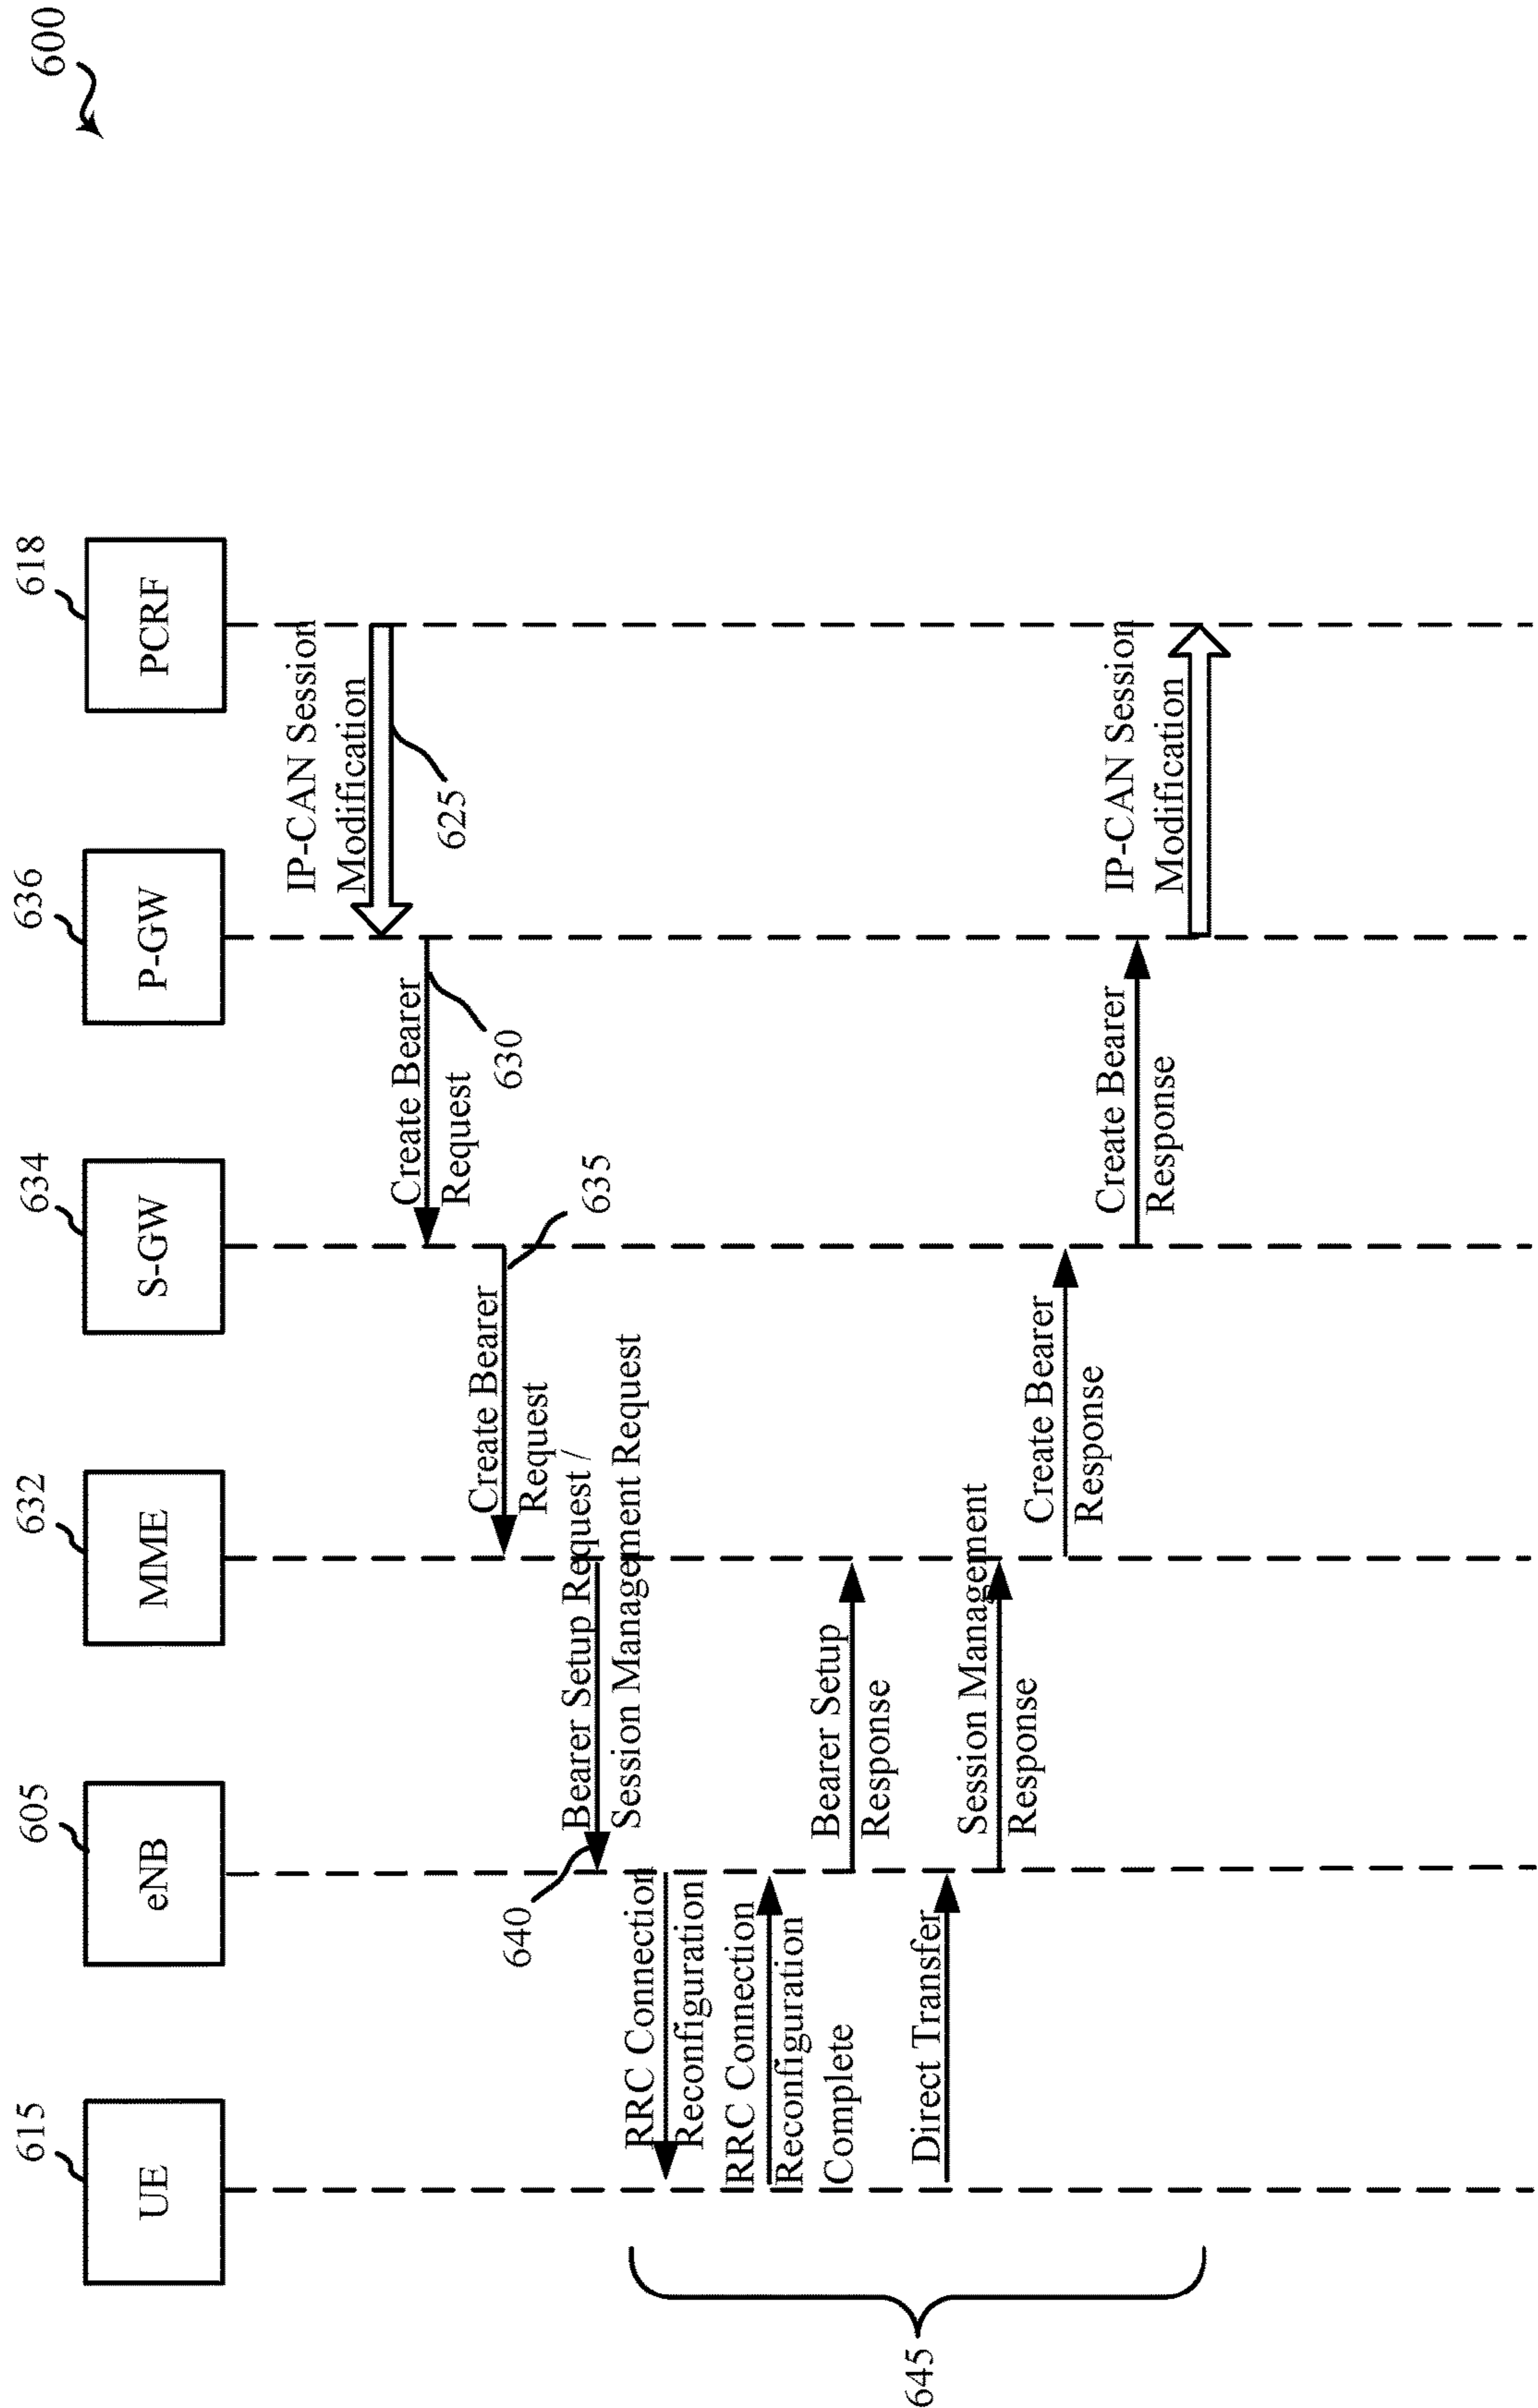 600
615
605
632
634
636
618
UE
eNB
MME
S-GW
P-GW
PCRF
IP-CAN Session
Modification
625
Create Bearer
Request
630
Create Bearer
Request
635
Bearer Setup Request /
Session Management Request
640
RRC Connection
Reconfiguration
RRC Connection
Reconfiguration
Complete
Bearer Setup
Response
Direct Transfer
Session Management
Response
Create Bearer
Response
Create Bearer
Response
IP-CAN Session
Modification
645